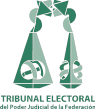 TRIBUNAL ELECTORAL
del Poder Judicial de la Federación